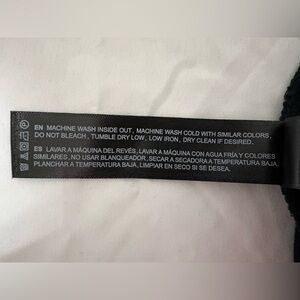 EN MACHINE WASH INSIDE OUT, MACHINE WASH COLD WITH SIMILAR COLORS,
DO NOT BLEACH, TUMBLE DRY LOW, LOW IRON, DRY CLEAN IF DESIRED.
ES LAVAR A MÁQUINA DEL REVÉS, LAVAR A MÁQUINA CON AGUA FRÍA Y COLORES
SIMILARES, NO USAR BLANQUEADOR, SECAR A SECADORA A TEMPERATURA BAJA,
PLANCHAR A TEMPERATURA BAJA, LIMPIAR EN SECO SI SE DESEA.